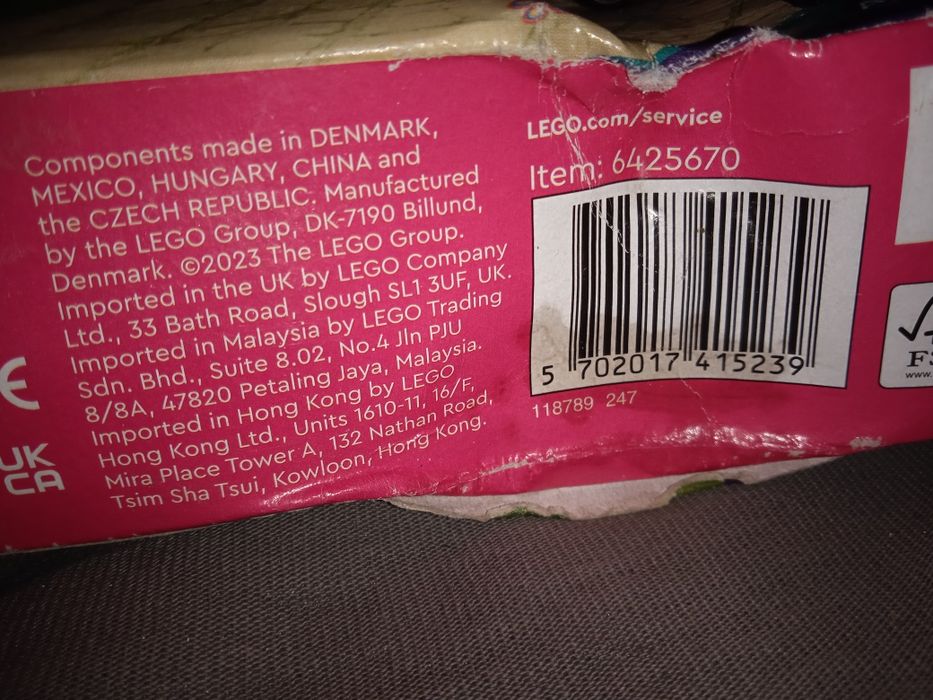 Components made in DENMARK,
MEXICO, HUNGARY, CHINA and
the CZECH REPUBLIC. Manufactured
by the LEGO Group, DK-7190 Billund,
Denmark. ©2023 The LEGO Group.
Imported in the UK by LEGO Company
Ltd., 33 Bath Road, Slough SL1 3UF, UK.
Imported in Malaysia by LEGO Trading
Sdn. Bhd., Suite 8.02, No.4 Jln PJU
8/8A, 47820 Petaling Jaya, Malaysia.
Imported in Hong Kong by LEGO
Hong Kong Ltd., Units 1610-11, 16/F,
Mira Place Tower A, 132 Nathan Road,
Tsim Sha Tsui, Kowloon, Hong Kong.
CE
UK
CA
LEGO.com/service
Item: 6425670
5 702017 415239
118789 247
www.